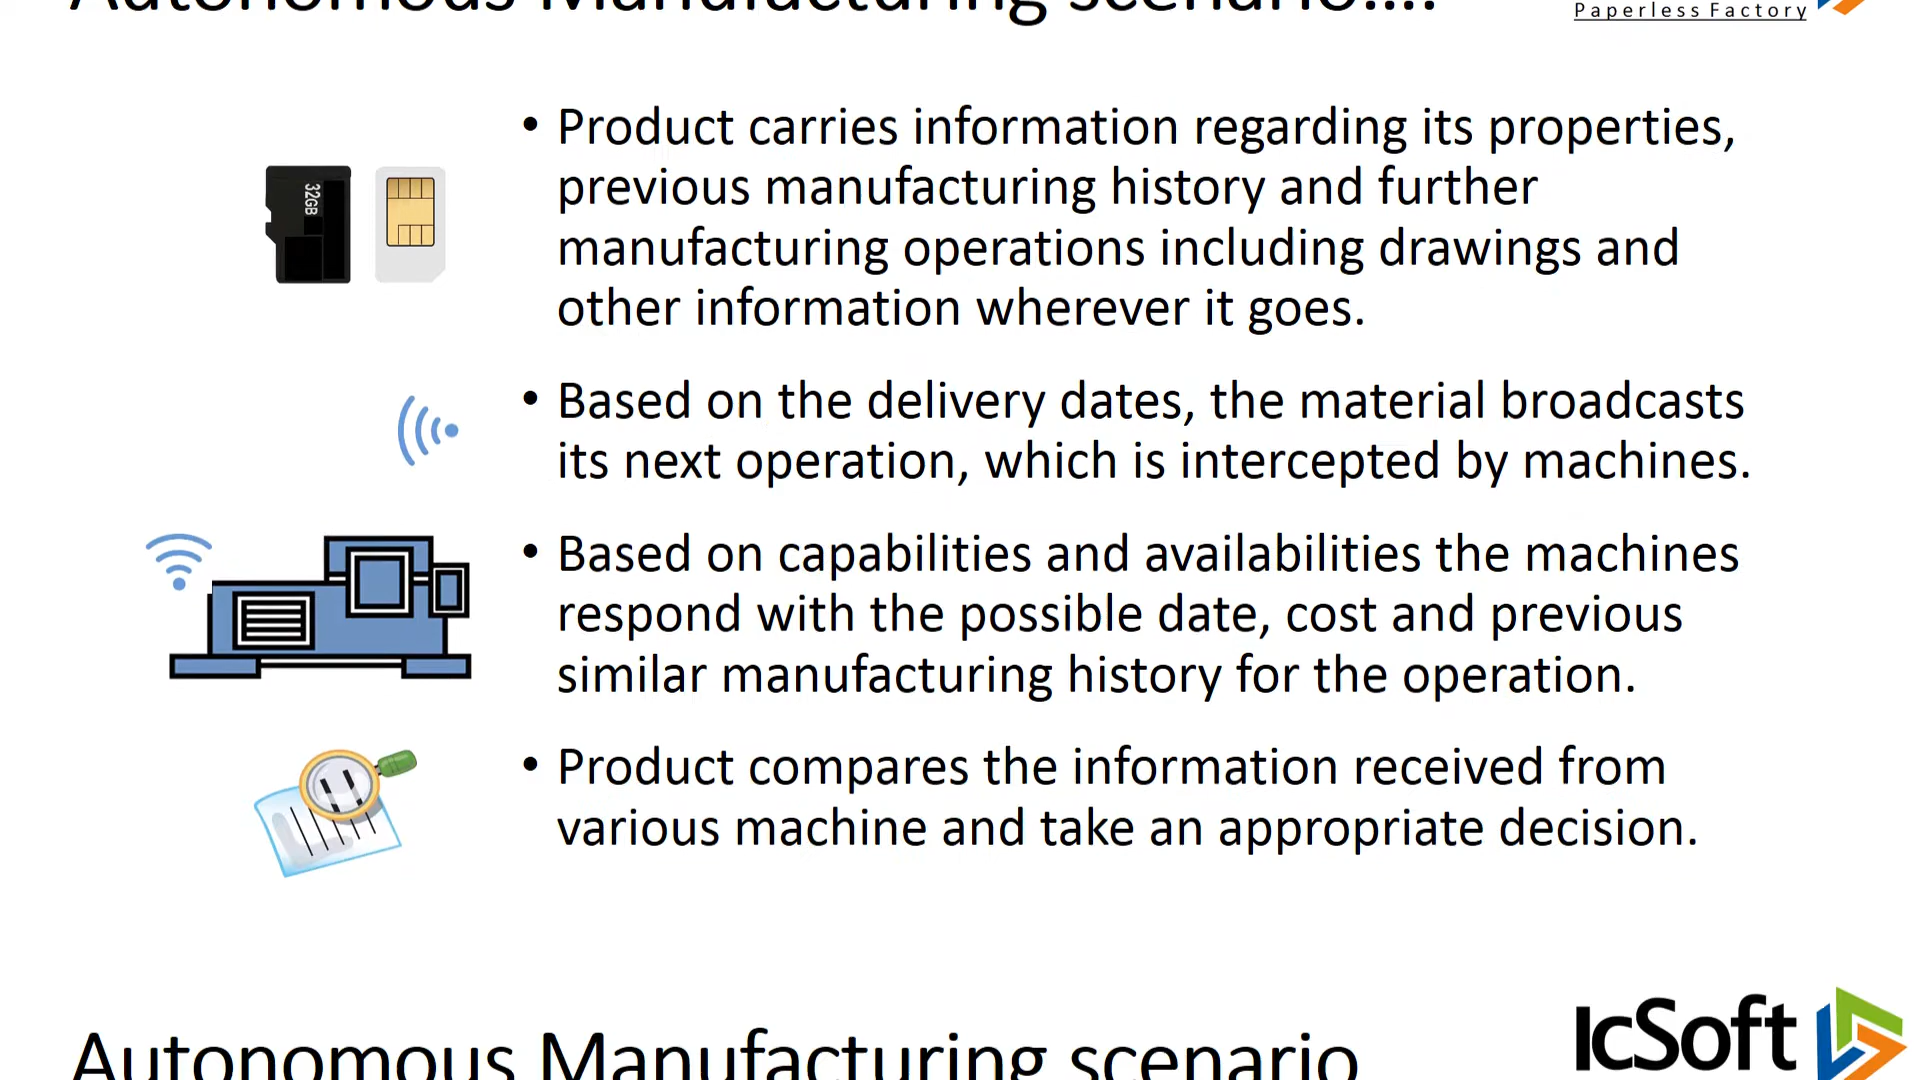 Autonomous Manufacturing scenario....
Paperless Factory
• Product carries information regarding its properties,
previous manufacturing history and further
manufacturing operations including drawings and
other information wherever it goes.
32GB
• Based on the delivery dates, the material broadcasts
its next operation, which is intercepted by machines.
• Based on capabilities and availabilities the machines
respond with the possible date, cost and previous
similar manufacturing history for the operation.
• Product compares the information received from
various machine and take an appropriate decision.
IcSoft
Autonomous Manufacturing scenario